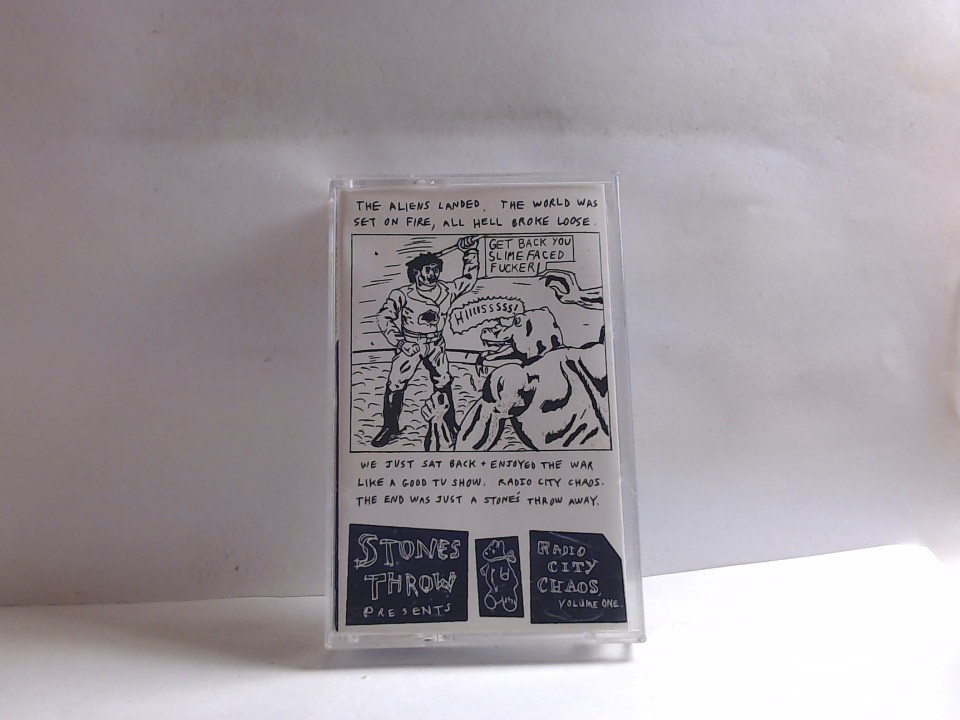 THE ALIENS LANDED. THE WORLD WAS
SET ON FIRE, ALL HELL BROKE LOOSE.
GET BACK YOU
SLIME FACED
FUCKER!
HIIIISSSSS!
WE JUST SAT BACK + ENJOYED THE WAR
LIKE A GOOD TV SHOW. RADIO CITY CHAOS.
THE END WAS JUST A STONE'S THROW AWAY.
STONES
THROW
PRESENTS
RADIO
CITY
CHAOS
VOLUME ONE.